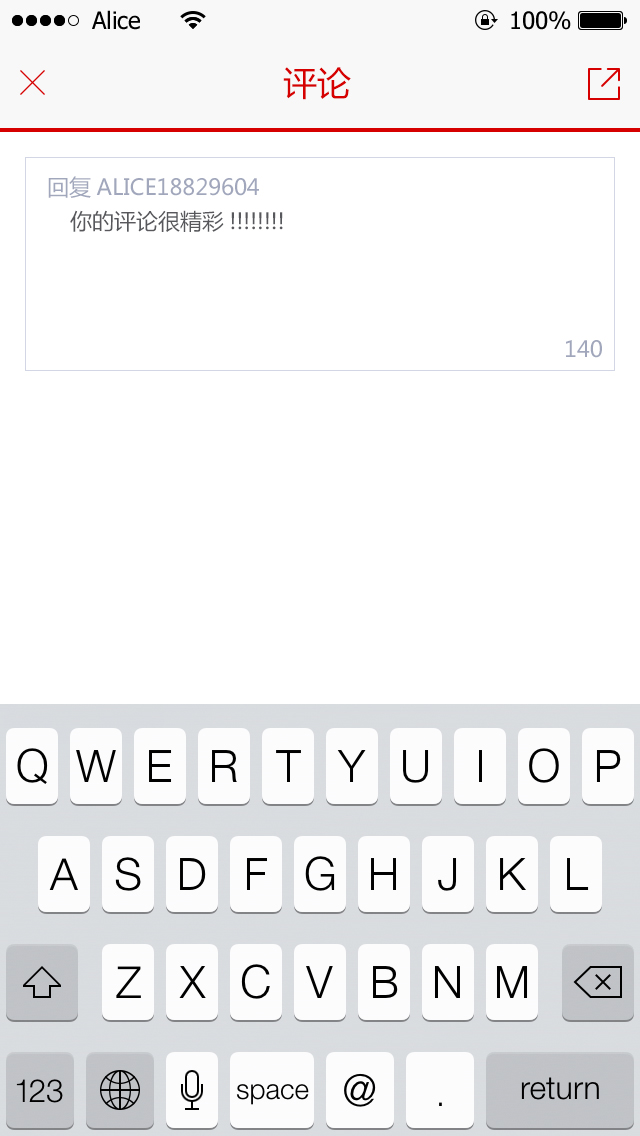 Alice 100%
评论
回复 ALICE18829604
你的评论很精彩 !!!!!!!!
140
Q W E R T Y U I O P
A S D F G H J K L
Z X C V B N M
123 space @ . return